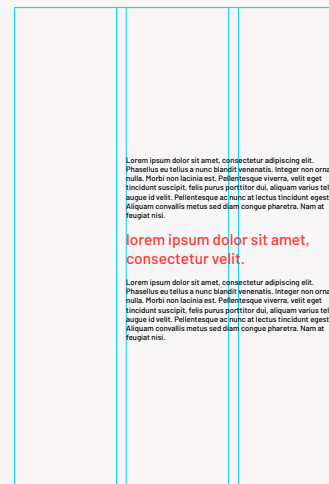 Lorem ipsum dolor sit amet, consectetur adipiscing elit.
Phasellus eu tellus a nunc blandit venenatis. Integer non orna
nulla. Morbi non lacinia est. Pellentesque viverra, velit eget
tincidunt suscipit, felis purus porttitor dui, aliquam varius tel
augue id velit. Pellentesque ac nunc at lectus tincidunt egest
Aliquam convallis metus sed diam congue pharetra. Nam at
feugiat nisi.
lorem ipsum dolor sit amet,
consectetur velit.
Lorem ipsum dolor sit amet, consectetur adipiscing elit.
Phasellus eu tellus a nunc blandit venenatis. Integer non orna
nulla. Morbi non lacinia est. Pellentesque viverra, velit eget
tincidunt suscipit, felis purus porttitor dui, aliquam varius tel
augue id velit. Pellentesque ac nunc at lectus tincidunt egest
Aliquam convallis metus sed diam congue pharetra. Nam at
feugiat nisi.